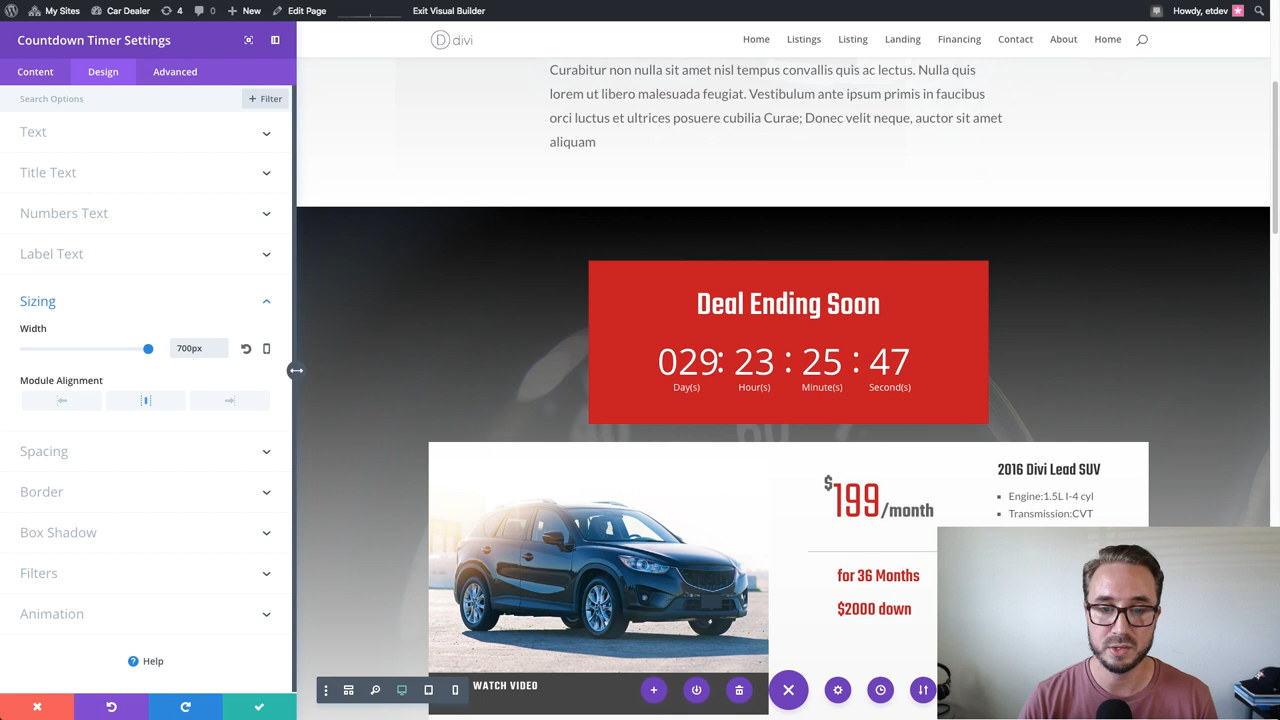 My Sites Car Dealer 4 0 New Edit Page Exit Visual Builder Howdy, etdev
Countdown Timer Settings
Content Design Advanced
Search Options + Filter
Text
Title Text
Numbers Text
Label Text
Sizing
Width
700px
Module Alignment
Spacing
Border
Box Shadow
Filters
Animation
? Help
D divi
Home Listings Listing Landing Financing Contact About Home
Curabitur non nulla sit amet nisl tempus convallis quis ac lectus. Nulla quis
lorem ut libero malesuada feugiat. Vestibulum ante ipsum primis in faucibus
orci luctus et ultrices posuere cubilia Curae; Donec velit neque, auctor sit amet
aliquam
Deal Ending Soon
029 : 23 : 25 : 47
Day(s) Hour(s) Minute(s) Second(s)
$199/month
for 36 Months
$2000 down
2016 Divi Lead SUV
Engine:1.5L I-4 cyl
Transmission:CVT
WATCH VIDEO